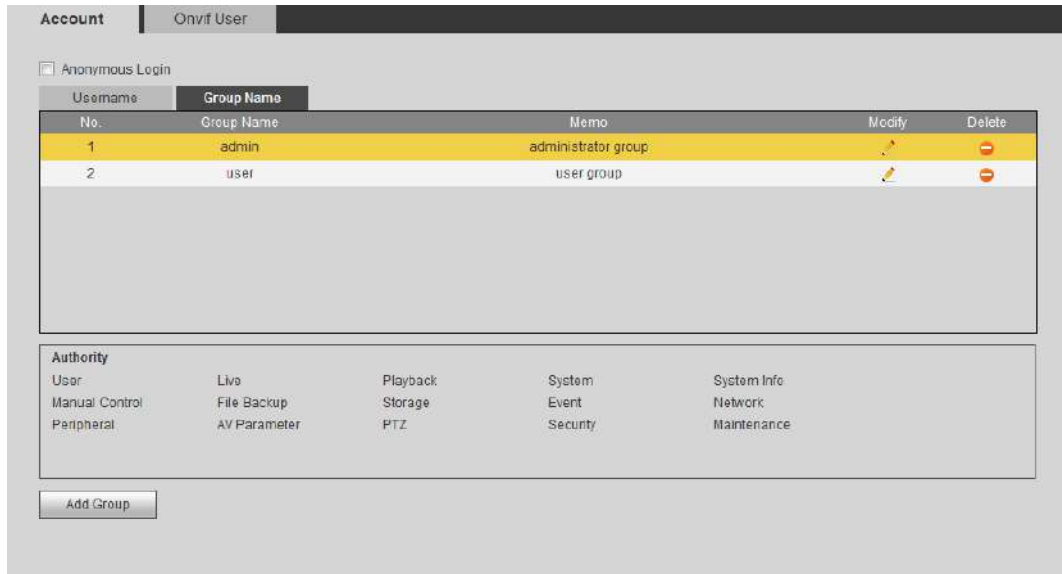 Account Onvif User
Anonymous Login
Username Group Name
No. Group Name Memo Modify Delete
1 admin administrator group
2 user user group
Authority
User Live Playback System System Info
Manual Control File Backup Storage Event Network
Peripheral AV Parameter PTZ Security Maintenance
Add Group